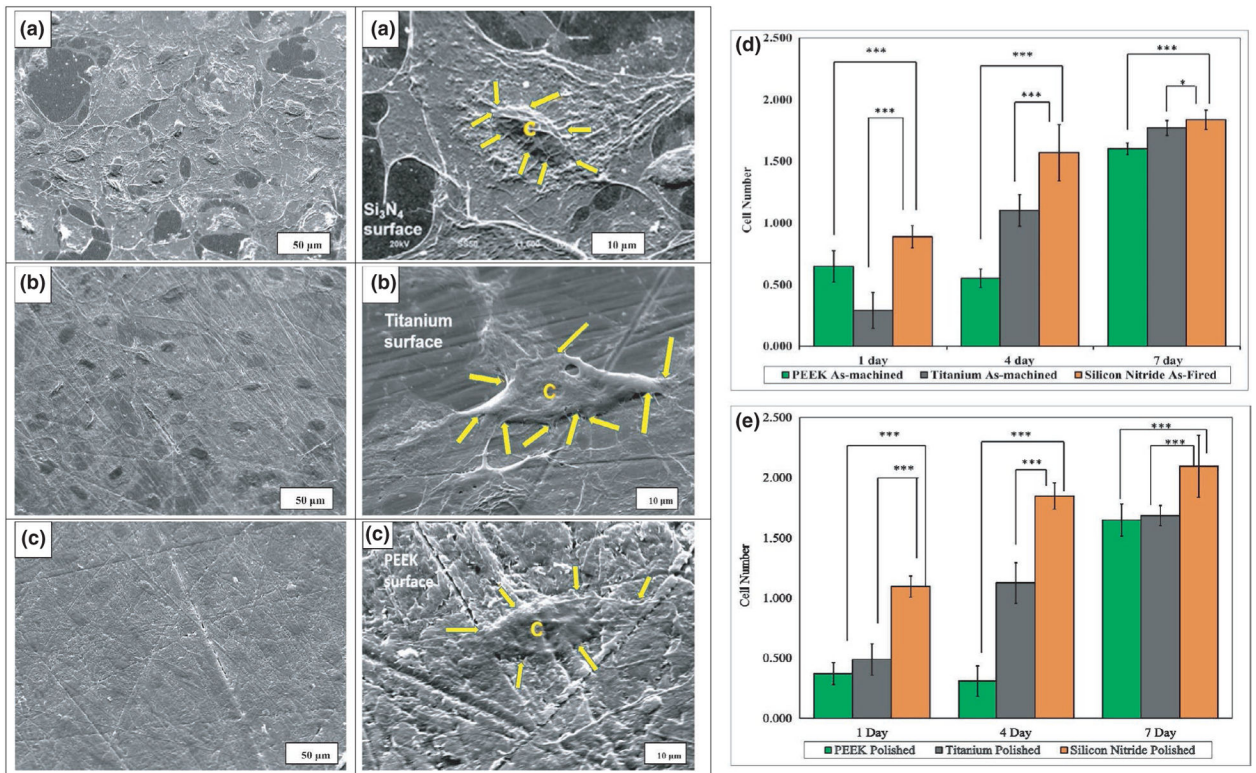 (a)
50 µm
(a)
C
Si₃N₄
surface
20kV
10 µm
(b)
50 µm
(b)
Titanium
surface
C
10 µm
(c)
50 µm
(c)
PEEK
surface
C
10 µm
(d)
2.500
2.000
1.500
1.000
0.500
0.000
Cell Number
***
***
***
***
***
*
1 day 4 day 7 day
PEEK As-machined Titanium As-machined Silicon Nitride As-Fired
(e)
2.500
2.000
1.500
1.000
0.500
0.000
Cell Number
***
***
***
***
***
***
1 Day 4 Day 7 Day
PEEK Polished Titanium Polished Silicon Nitride Polished